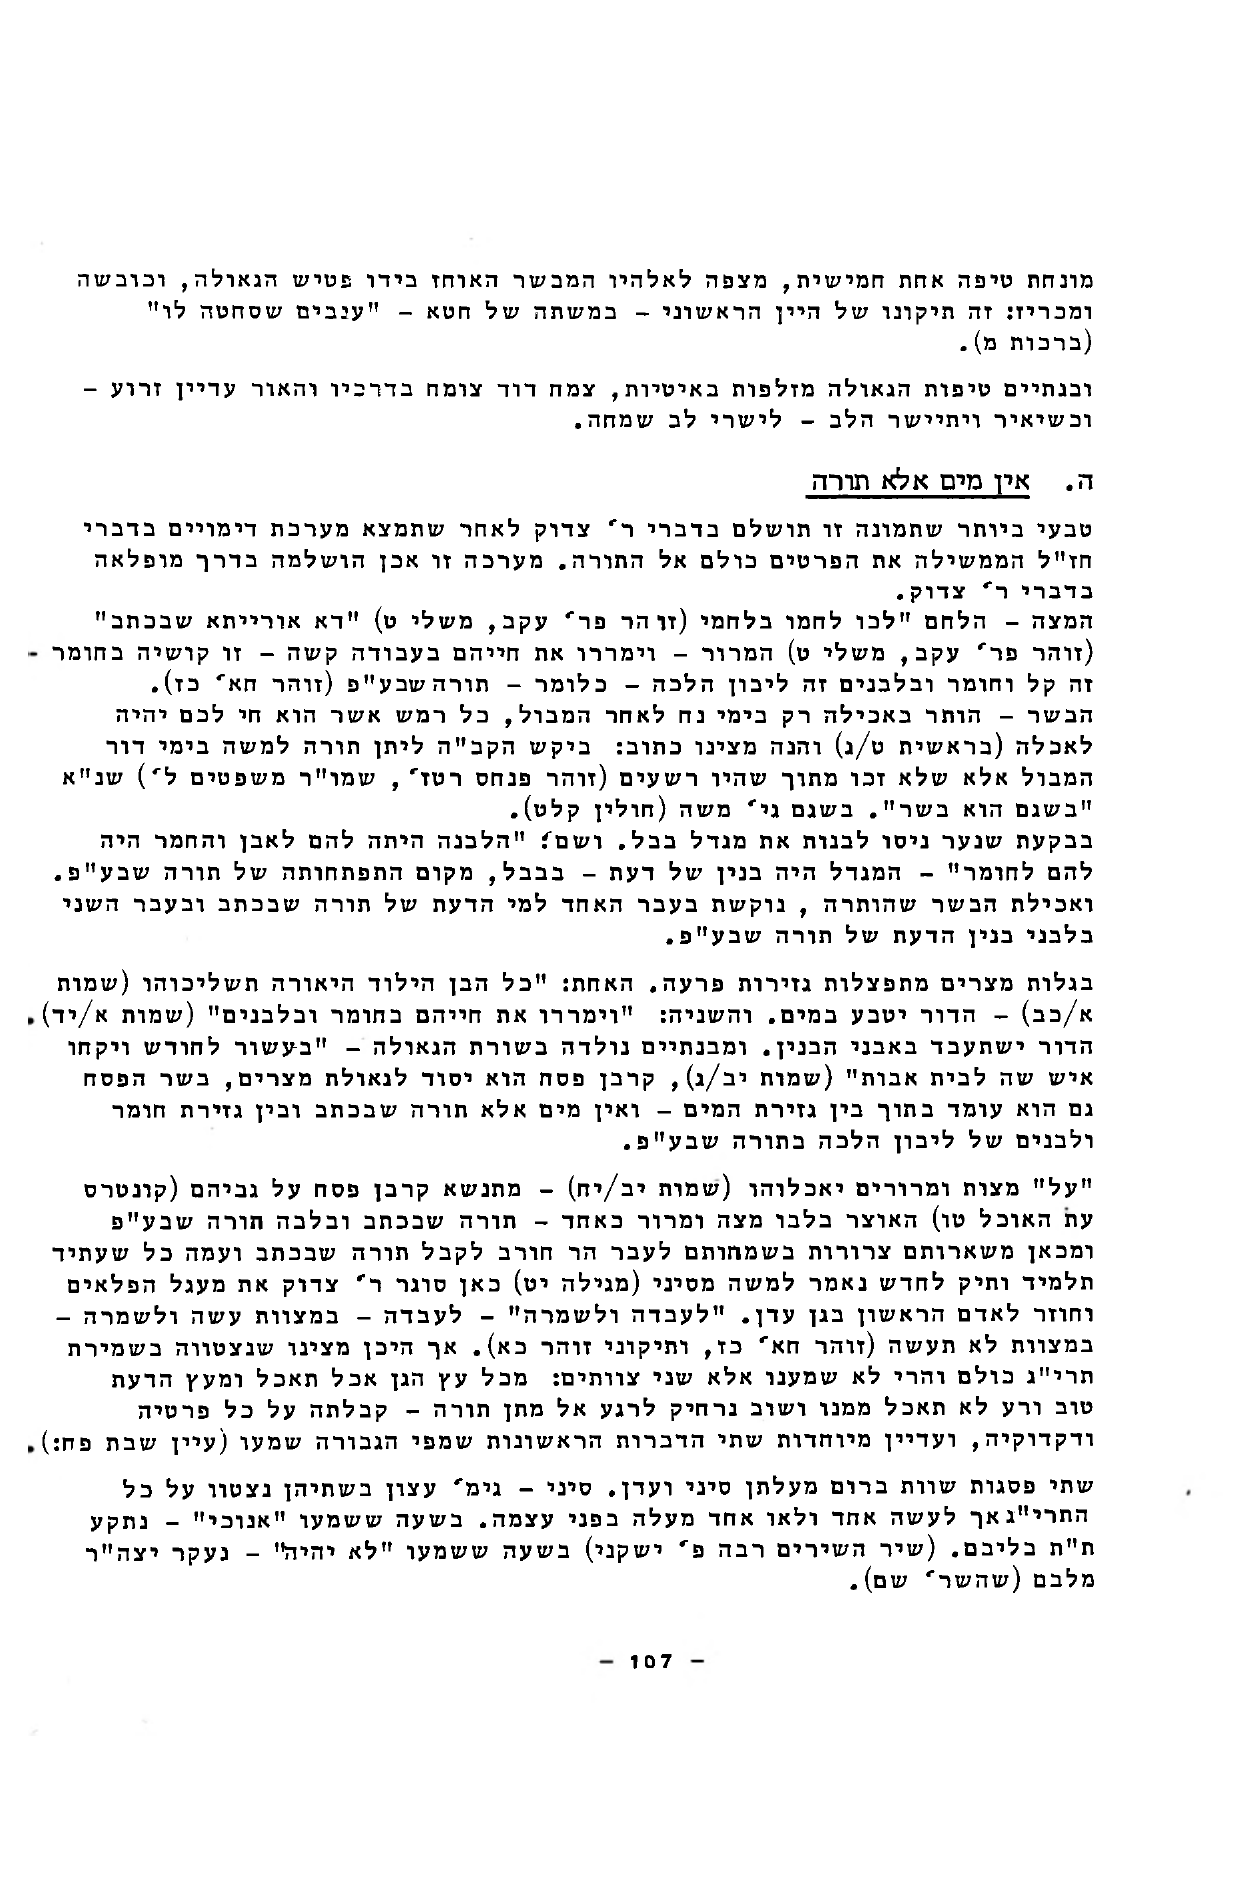 מונחת טיפה אחת חמישית, מצפה לאלהיו המבשר האוחז בידו פטיש הגאולה, וכובשה
ומכריז: זה תיקונו של היין הראשוני – במשתה של חטא – "ענבים שסחטה לו"
(ברכות מ).
ובנתיים טיפות הגאולה מזלפות באיטיות, צמח דוד צומח בדרכיו והאור עדיין זרוע –
וכשיאיר ויתיישר הלב – לישרי לב שמחה.
ה. אין מים אלא תורה
טבעי ביותר שתמונה זו תושלם בדברי ר' צדוק לאחר שתמצא מערכת דימויים בדברי
חז"ל הממשילה את הפרטים כולם אל התורה. מערכה זו אכן הושלמה בדרך מופלאה
בדברי ר' צדוק.
המצה – הלחם "לכו לחמו בלחמי (זוהר פר' עקב, משלי ט) "דא אורייתא שבכתב"
(זוהר פר' עקב, משלי ט) המרור – וימררו את חייהם בעבודה קשה – זו קושיה בחומר –
זה קל וחומר ובלבנים זה ליבון הלכה – כלומר – תורה שבע"פ (זוהר חא' כז).
הבשר – הותר באכילה רק בימי נח לאחר המבול, כל רמש אשר הוא חי לכם יהיה
לאכלה (בראשית ט/ג) והנה מצינו כתוב: ביקש הקב"ה ליתן תורה למשה בימי דור
המבול אלא שלא זכו מתוך שהיו רשעים (זוהר פנחס רטז', שמו"ר משפטים ל') שנ"א
"בשגם הוא בשר". בשגם גי' משה (חולין קלט).
בבקעת שנער ניסו לבנות את מגדל בבל. ושם: "הלבנה היתה להם לאבן והחמר היה
להם לחומר" – המגדל היה בנין של דעת – בבבל, מקום התפתחותה של תורה שבע"פ.
ואכילת הבשר שהותרה , נוקשת בעבר האחד למי הדעת של תורה שבכתב ובעבר השני
בלבני בנין הדעת של תורה שבע"פ.
בגלות מצרים מתפצלות גזירות פרעה. האחת: "כל הבן הילוד היאורה תשליכוהו (שמות
א/כב) – הדור יטבע במים. והשניה: "וימררו את חייהם בחומר ובלבנים" (שמות א/יד).
הדור ישתעבד באבני הבנין. ומבנתיים נולדה בשורת הגאולה – "בעשור לחודש ויקחו
איש שה לבית אבות" (שמות יב/ג), קרבן פסח הוא יסוד לגאולת מצרים, בשר הפסח
גם הוא עומד בתוך בין גזירת המים – ואין מים אלא תורה שבכתב ובין גזירת חומר
ולבנים של ליבון הלכה בתורה שבע"פ.
"על" מצות ומרורים יאכלוהו (שמות יב/יח) – מתנשא קרבן פסח על גביהם (קונטרס
עת האוכל טו) האוצר בלבו מצה ומרור כאחד – תורה שבכתב ובלבה תורה שבע"פ
ומכאן משארותם צרורות בשמחותם לעבר הר חורב לקבל תורה שבכתב ועמה כל שעתיד
תלמיד ותיק לחדש נאמר למשה מסיני (מגילה יט) כאן סוגר ר' צדוק את מעגל הפלאים
וחוזר לאדם הראשון בגן עדן. "לעבדה ולשמרה" – לעבדה – במצוות עשה ולשמרה –
במצוות לא תעשה (זוהר חא' כז, ותיקוני זוהר כא). אך היכן מצינו שנצטווה בשמירת
תרי"ג כולם והרי לא שמענו אלא שני צוותים: מכל עץ הגן אכל תאכל ומעץ הדעת
טוב ורע לא תאכל ממנו ושוב נרחיק לרגע אל מתן תורה – קבלתה על כל פרטיה
ודקדוקיה, ועדיין מיוחדות שתי הדברות הראשונות שמפי הגבורה שמעו (עיין שבת פח:).
שתי פסגות שוות ברום מעלתן סיני ועדן. סיני – גימ' עצון בשתיהן נצטוו על כל
התרי"ג אך לעשה אחד ולאו אחד מעלה בפני עצמה. בשעה ששמעו "אנוכי" – נתקע
ת"ת בליבם. (שיר השירים רבה פ' ישקני) בשעה ששמעו "לא יהיה" – נעקר יצה"ר
מלבם (שהשר' שם).
– 107 –